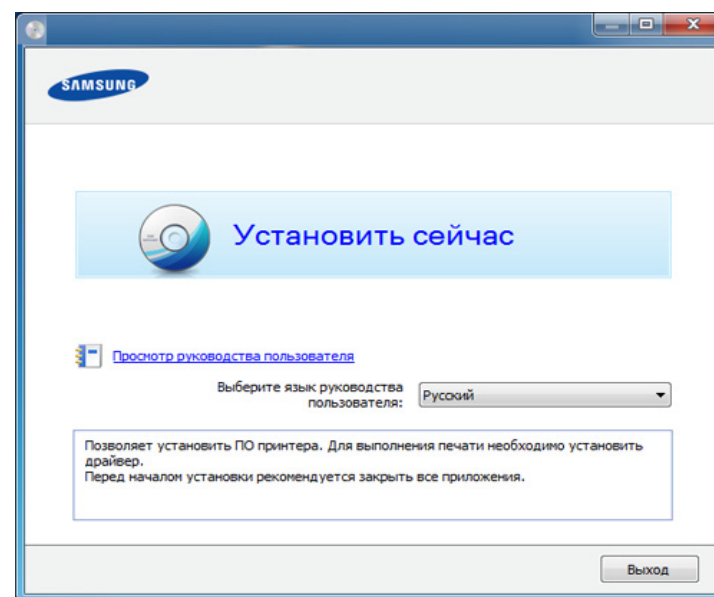 SAMSUNG
Установить сейчас
Просмотр руководства пользователя
Выберите язык руководства
пользователя:
Русский
Позволяет установить ПО принтера. Для выполнения печати необходимо установить
драйвер.
Перед началом установки рекомендуется закрыть все приложения.
Выход